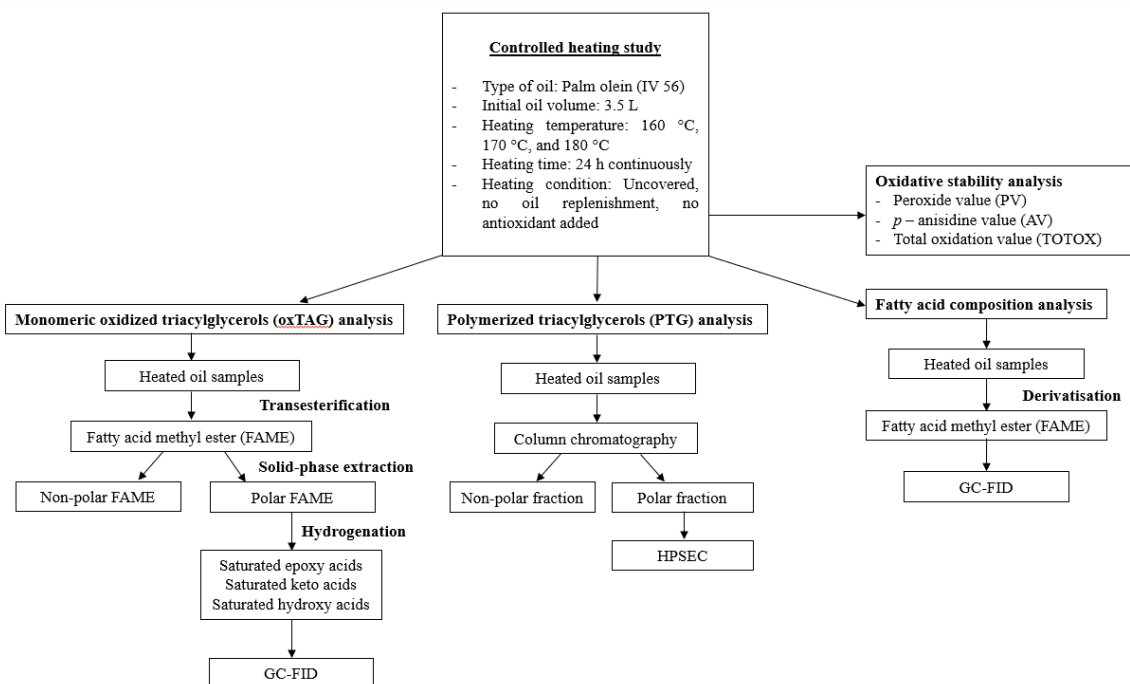 Controlled heating study
- Type of oil: Palm olein (IV 56)
- Initial oil volume: 3.5 L
- Heating temperature: 160 °C,
170 °C, and 180 °C
- Heating time: 24 h continuously
- Heating condition: Uncovered,
no oil replenishment, no
antioxidant added
Oxidative stability analysis
- Peroxide value (PV)
- p – anisidine value (AV)
- Total oxidation value (TOTOX)
Monomeric oxidized triacylglycerols (oxTAG) analysis
Heated oil samples
Transesterification
Fatty acid methyl ester (FAME)
Solid-phase extraction
Non-polar FAME
Polar FAME
Hydrogenation
Saturated epoxy acids
Saturated keto acids
Saturated hydroxy acids
GC-FID
Polymerized triacylglycerols (PTG) analysis
Heated oil samples
Column chromatography
Non-polar fraction
Polar fraction
HPSEC
Fatty acid composition analysis
Heated oil samples
Derivatisation
Fatty acid methyl ester (FAME)
GC-FID